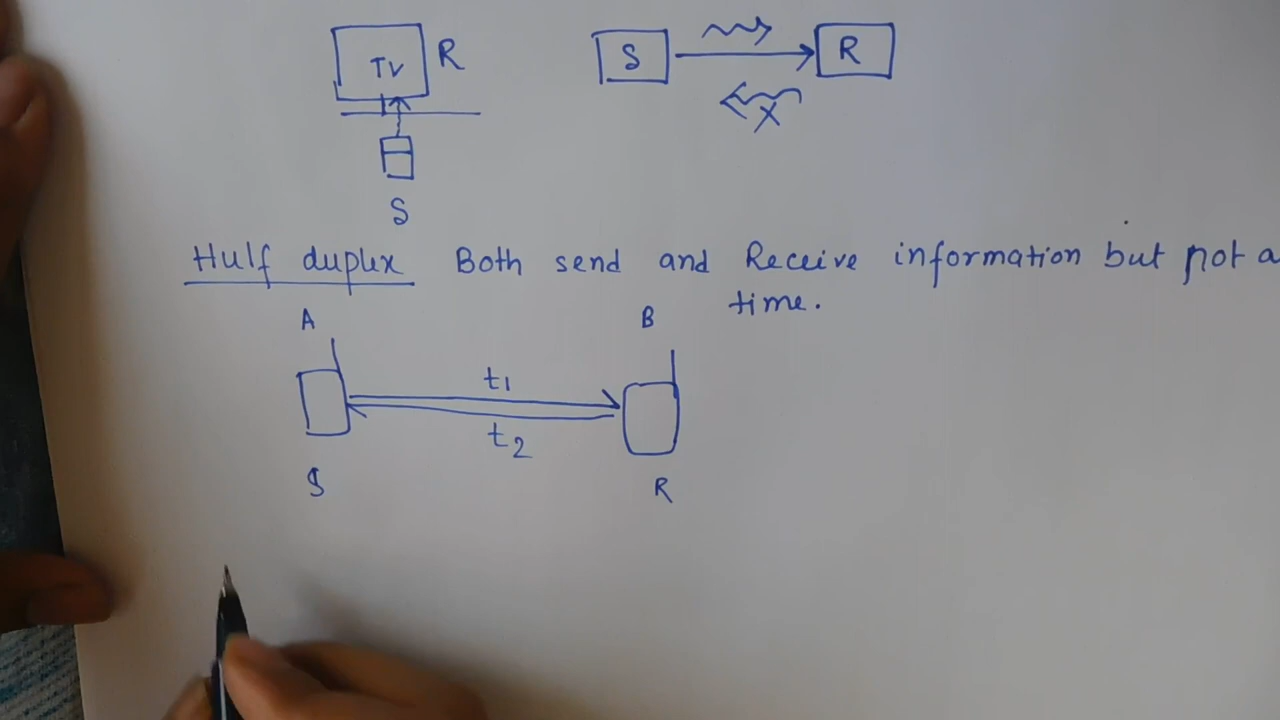 TV R S R
X
S
Hulf duplex Both send and Receive information but not a
time.
A B
t1
t2
S R